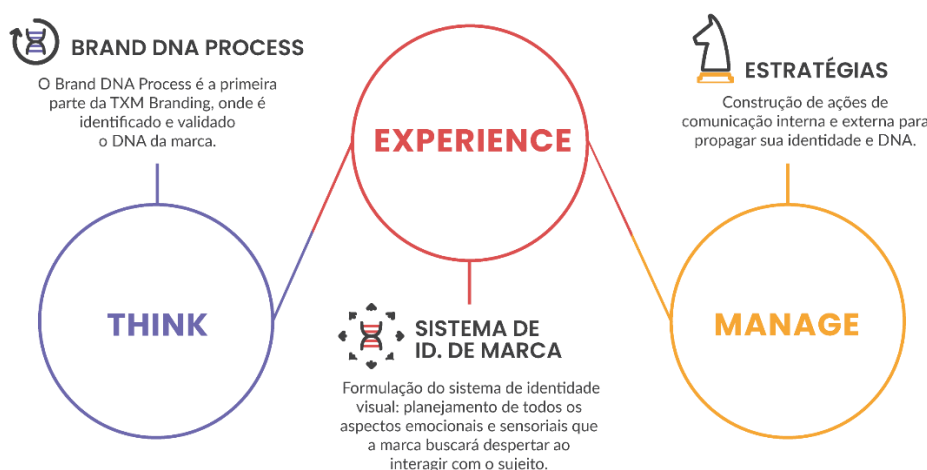 BRAND DNA PROCESS
O Brand DNA Process é a primeira
parte da TXM Branding, onde é
identificado e validado
o DNA da marca.
THINK
EXPERIENCE
SISTEMA DE
ID. DE MARCA
Formulação do sistema de identidade
visual: planejamento de todos os
aspectos emocionais e sensoriais que
a marca buscará despertar ao
interagir com o sujeito.
ESTRATÉGIAS
Construção de ações de
comunicação interna e externa para
propagar sua identidade e DNA.
MANAGE